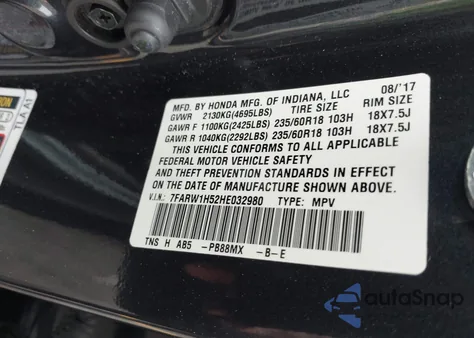 MFD. BY HONDA MFG. OF INDIANA, LLC 08/'17
GVWR 2130KG(4695LBS) TIRE SIZE RIM SIZE
GAWR F 1100KG(2425LBS) 235/60R18 103H 18X7.5J
GAWR R 1040KG(2292LBS) 235/60R18 103H 18X7.5J
THIS VEHICLE CONFORMS TO ALL APPLICABLE
FEDERAL MOTOR VEHICLE SAFETY
AND THEFT PREVENTION STANDARDS IN EFFECT
ON THE DATE OF MANUFACTURE SHOWN ABOVE.
V.I.N.: 7FARW1H52HE032980 TYPE: MPV
TNS H AB5 -PB88MX -B-E
TLA A1
autoSnap